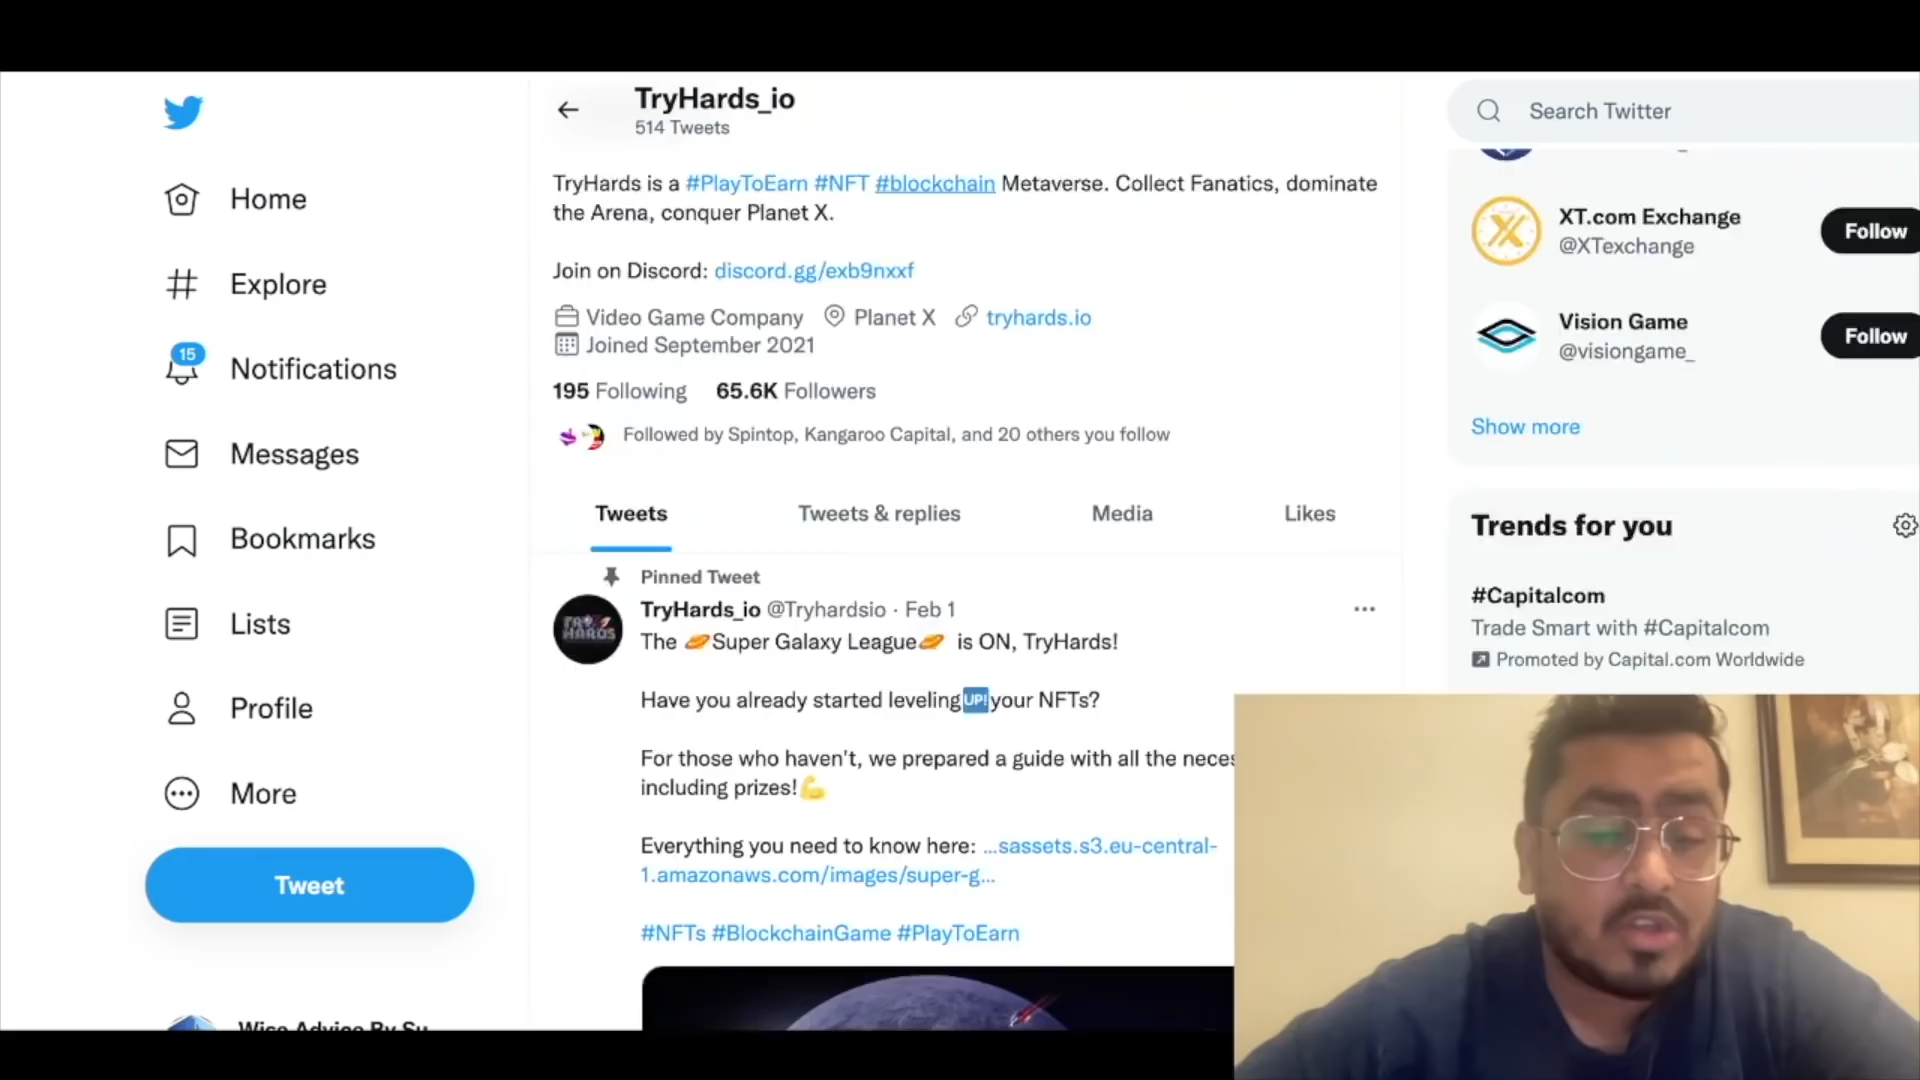 TryHards_io
514 Tweets
Search Twitter
Home
Explore
15
Notifications
Messages
Bookmarks
Lists
Profile
More
Tweet
Wise Advice By Su
TryHards is a #PlayToEarn #NFT #blockchain Metaverse. Collect Fanatics, dominate
the Arena, conquer Planet X.
Join on Discord: discord.gg/exb9nxxf
Video Game Company Planet X tryhards.io
Joined September 2021
195 Following 65.6K Followers
Followed by Spintop, Kangaroo Capital, and 20 others you follow
Tweets Tweets & replies Media Likes
Pinned Tweet
TryHards_io @Tryhardsio · Feb 1
TRY HARDS
The 🪐Super Galaxy League🪐 is ON, TryHards!
Have you already started leveling🆙your NFTs?
For those who haven't, we prepared a guide with all the neces
including prizes!💪
Everything you need to know here: …sassets.s3.eu-central-
1.amazonaws.com/images/super-g…
#NFTs #BlockchainGame #PlayToEarn
XT.com Exchange
@XTexchange
Follow
Vision Game
@visiongame_
Follow
Show more
Trends for you
#Capitalcom
Trade Smart with #Capitalcom
Promoted by Capital.com Worldwide